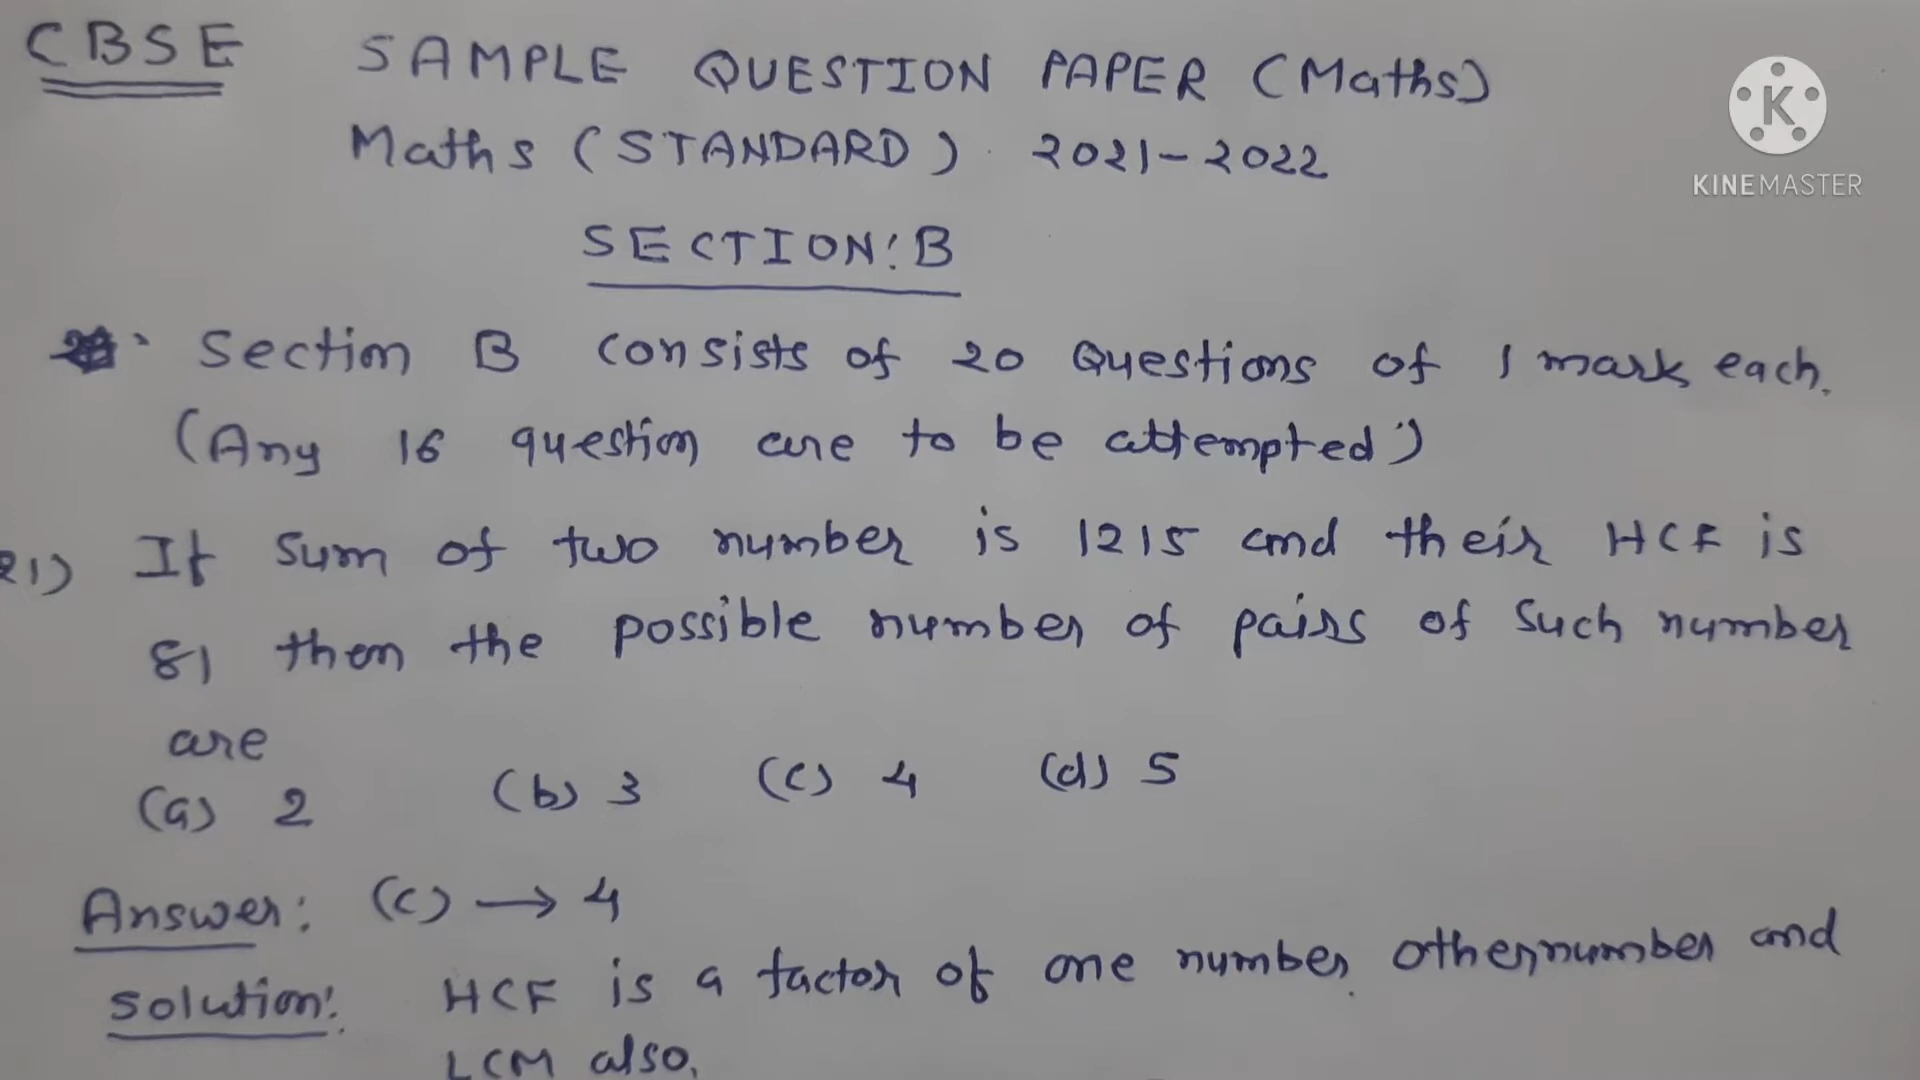 CBSE SAMPLE QUESTION PAPER (Maths)
Maths (STANDARD) 2021-2022
K
KINEMASTER
SECTION: B
Section B consists of 20 Questions of 1 mark each.
(Any 16 question are to be attempted)
21) If sum of two number is 1215 and their HCF is
81 then the possible number of pairs of such number
are
(a) 2 (b) 3 (c) 4 (d) 5
Answer: (c) → 4
Solution: HCF is a factor of one number, other number and
LCM also.